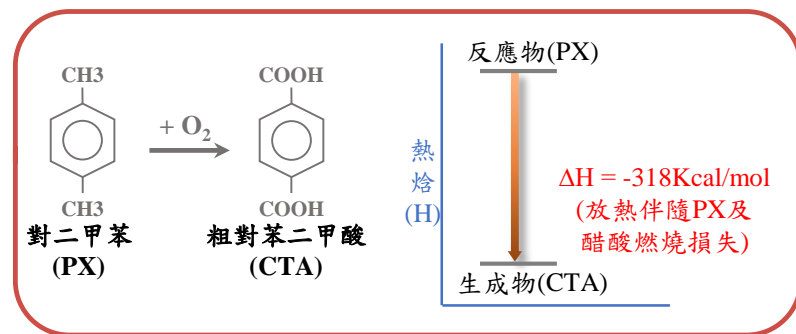 CH3
CH3
對二甲苯
(PX)
+ O₂
COOH
COOH
粗對苯二甲酸
(CTA)
熱
焓
(H)
反應物(PX)
ΔH = -318Kcal/mol
(放熱伴隨PX及
醋酸燃燒損失)
生成物(CTA)